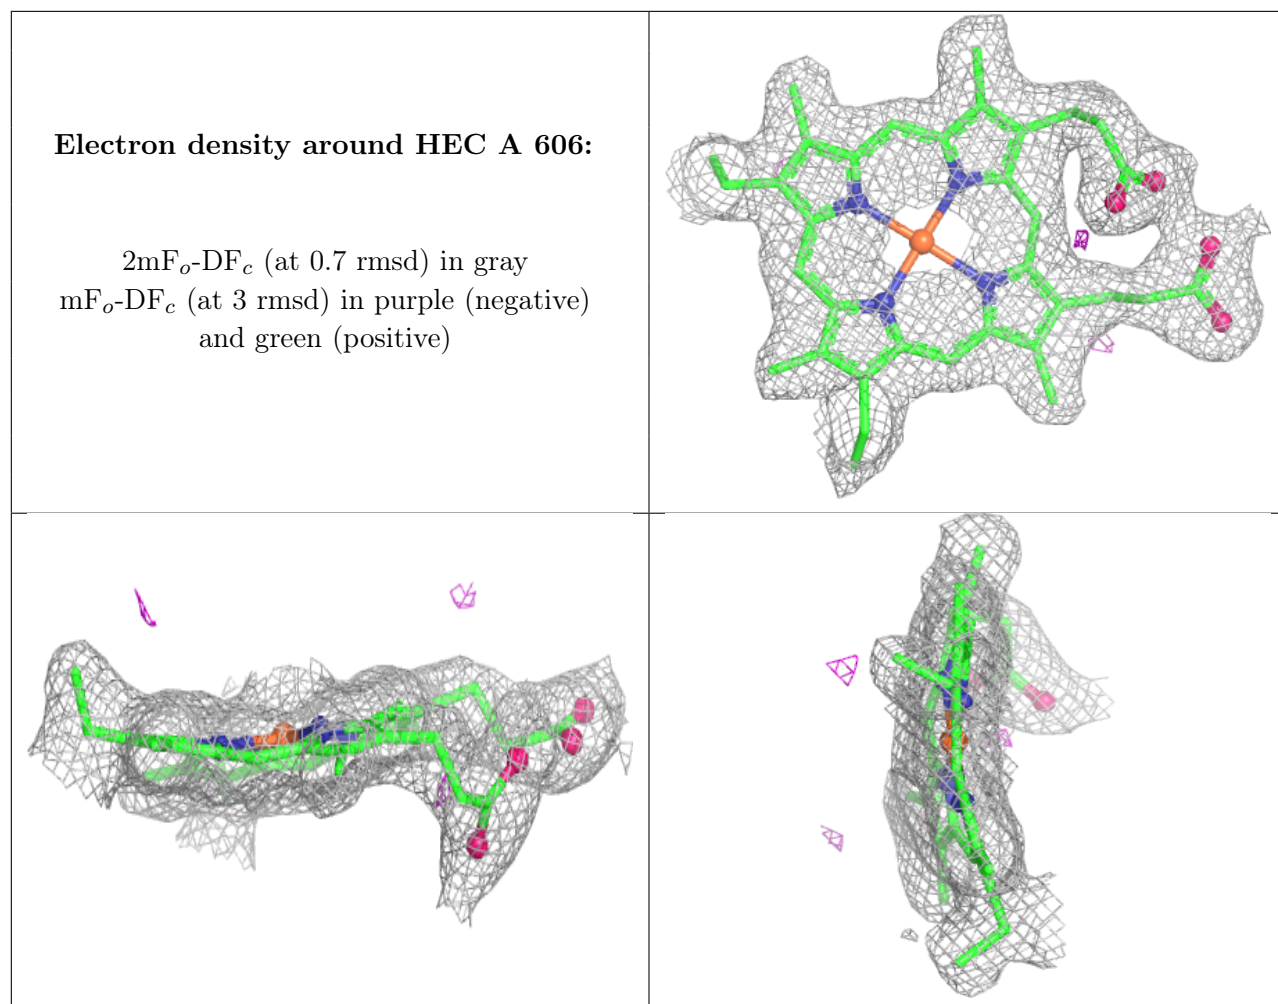 Electron density around HEC A 606:
2mFo-DFc (at 0.7 rmsd) in gray
mFo-DFc (at 3 rmsd) in purple (negative)
and green (positive)